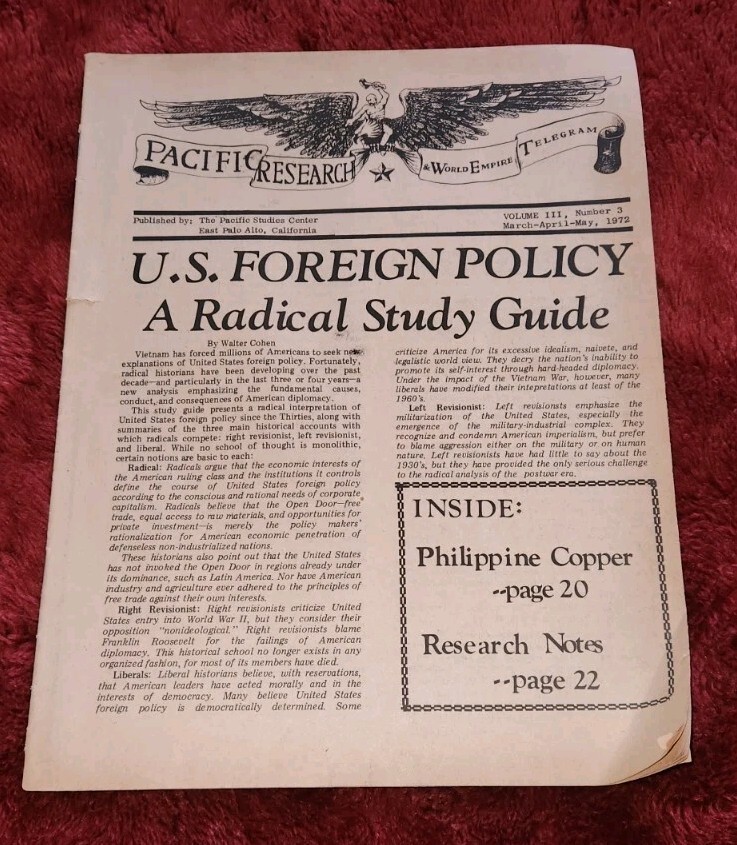 PACIFIC RESEARCH & WORLD EMPIRE TELEGRAM
Published by: The Pacific Studies Center
East Palo Alto, California
VOLUME III, Number 3
March-April-May, 1972
U.S. FOREIGN POLICY
A Radical Study Guide
By Walter Cohen
Vietnam has forced millions of Americans to seek new
explanations of United States foreign policy. Fortunately,
radical historians have been developing over the past
decade—and particularly in the last three or four years—a
new analysis emphasizing the fundamental causes,
conduct, and consequences of American diplomacy.
This study guide presents a radical interpretation of
United States foreign policy since the Thirties, along with
summaries of the three main historical accounts with
which radicals compete: right revisionist, left revisionist,
and liberal. While no school of thought is monolithic,
certain notions are basic to each:
Radical: Radicals argue that the economic interests of
the American ruling class and the institutions it controls
define the course of United States foreign policy
according to the conscious and rational needs of corporate
capitalism. Radicals believe that the Open Door—free
trade, equal access to raw materials, and opportunities for
private investment—is merely the policy makers'
rationalization for American economic penetration of
defenseless non-industrialized nations.
These historians also point out that the United States
has not invoked the Open Door in regions already under
its dominance, such as Latin America. Nor have American
industry and agriculture ever adhered to the principles of
free trade against their own interests.
Right Revisionist: Right revisionists criticize United
States entry into World War II, but they consider their
opposition "nonideological." Right revisionists blame
Franklin Roosevelt for the failings of American
diplomacy. This historical school no longer exists in any
organized fashion, for most of its members have died.
Liberals: Liberal historians believe, with reservations,
that American leaders have acted morally and in the
interests of democracy. Many believe United States
foreign policy is democratically determined. Some
criticize America for its excessive idealism, naivete, and
legalistic world view. They decry the nation's inability to
promote its self-interest through hard-headed diplomacy.
Under the impact of the Vietnam War, however, many
liberals have modified their intepretations at least of the
1960's.
Left Revisionist: Left revisionists emphasize the
militarization of the United States, especially the
emergence of the military-industrial complex. They
recognize and condemn American imperialism, but prefer
to blame aggression either on the military or on human
nature. Left revisionists have had little to say about the
1930's, but they have provided the only serious challenge
to the radical analysis of the postwar era.
INSIDE:
Philippine Copper
--page 20
Research Notes
--page 22